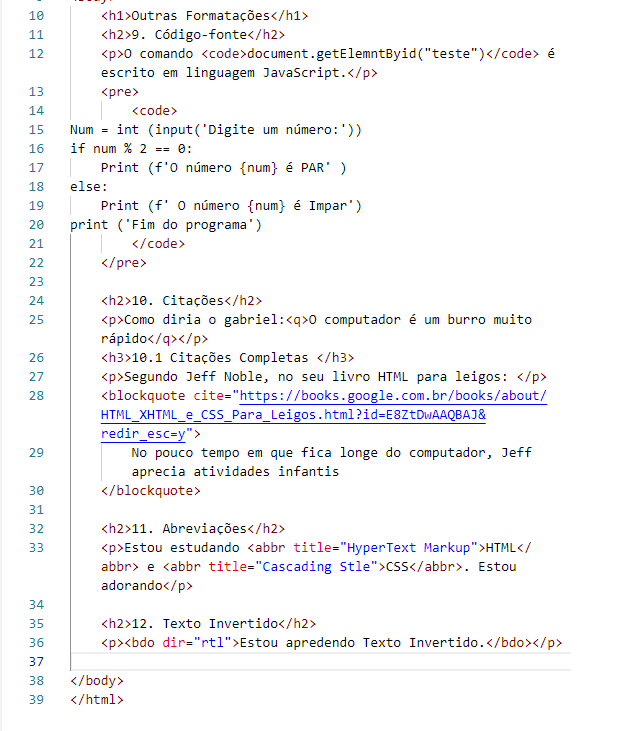 10 <h1>Outras Formatações</h1>
11 <h2>9. Código-fonte</h2>
12 <p>O comando <code>document.getElemntByid("teste")</code> é
escrito em linguagem JavaScript.</p>
13 <pre>
14 <code>
15 Num = int (input('Digite um número:'))
16 if num % 2 == 0:
17 Print (f'O número {num} é PAR' )
18 else:
19 Print (f' O número {num} é Impar')
20 print ('Fim do programa')
21 </code>
22 </pre>
23
24 <h2>10. Citações</h2>
25 <p>Como diria o gabriel:<q>O computador é um burro muito
rápido</q></p>
26 <h3>10.1 Citações Completas </h3>
27 <p>Segundo Jeff Noble, no seu livro HTML para leigos: </p>
28 <blockquote cite="https://books.google.com.br/books/about/
HTML_XHTML_e_CSS_Para_Leigos.html?id=E8ZtDwAAQBAJ&
redir_esc=y">
29 No pouco tempo em que fica longe do computador, Jeff
aprecia atividades infantis
30 </blockquote>
31
32 <h2>11. Abreviações</h2>
33 <p>Estou estudando <abbr title="HyperText Markup">HTML</
abbr> e <abbr title="Cascading Stle">CSS</abbr>. Estou
adorando</p>
34
35 <h2>12. Texto Invertido</h2>
36 <p><bdo dir="rtl">Estou apredendo Texto Invertido.</bdo></p>
37
38 </body>
39 </html>